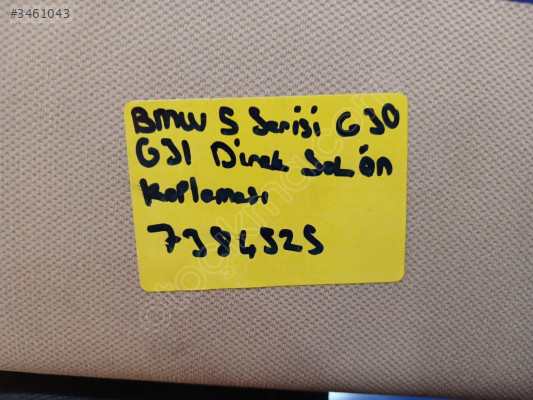 #3461043
BMW 5 Serisi G30
G31 Direk Sol ön
Kaplaması
7384525